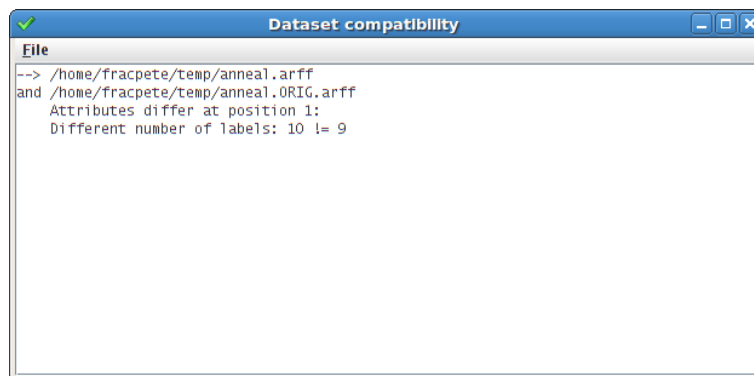 Dataset compatibility
File
--> /home/fracpete/temp/anneal.arff
and /home/fracpete/temp/anneal.ORIG.arff
Attributes differ at position 1:
Different number of labels: 10 != 9